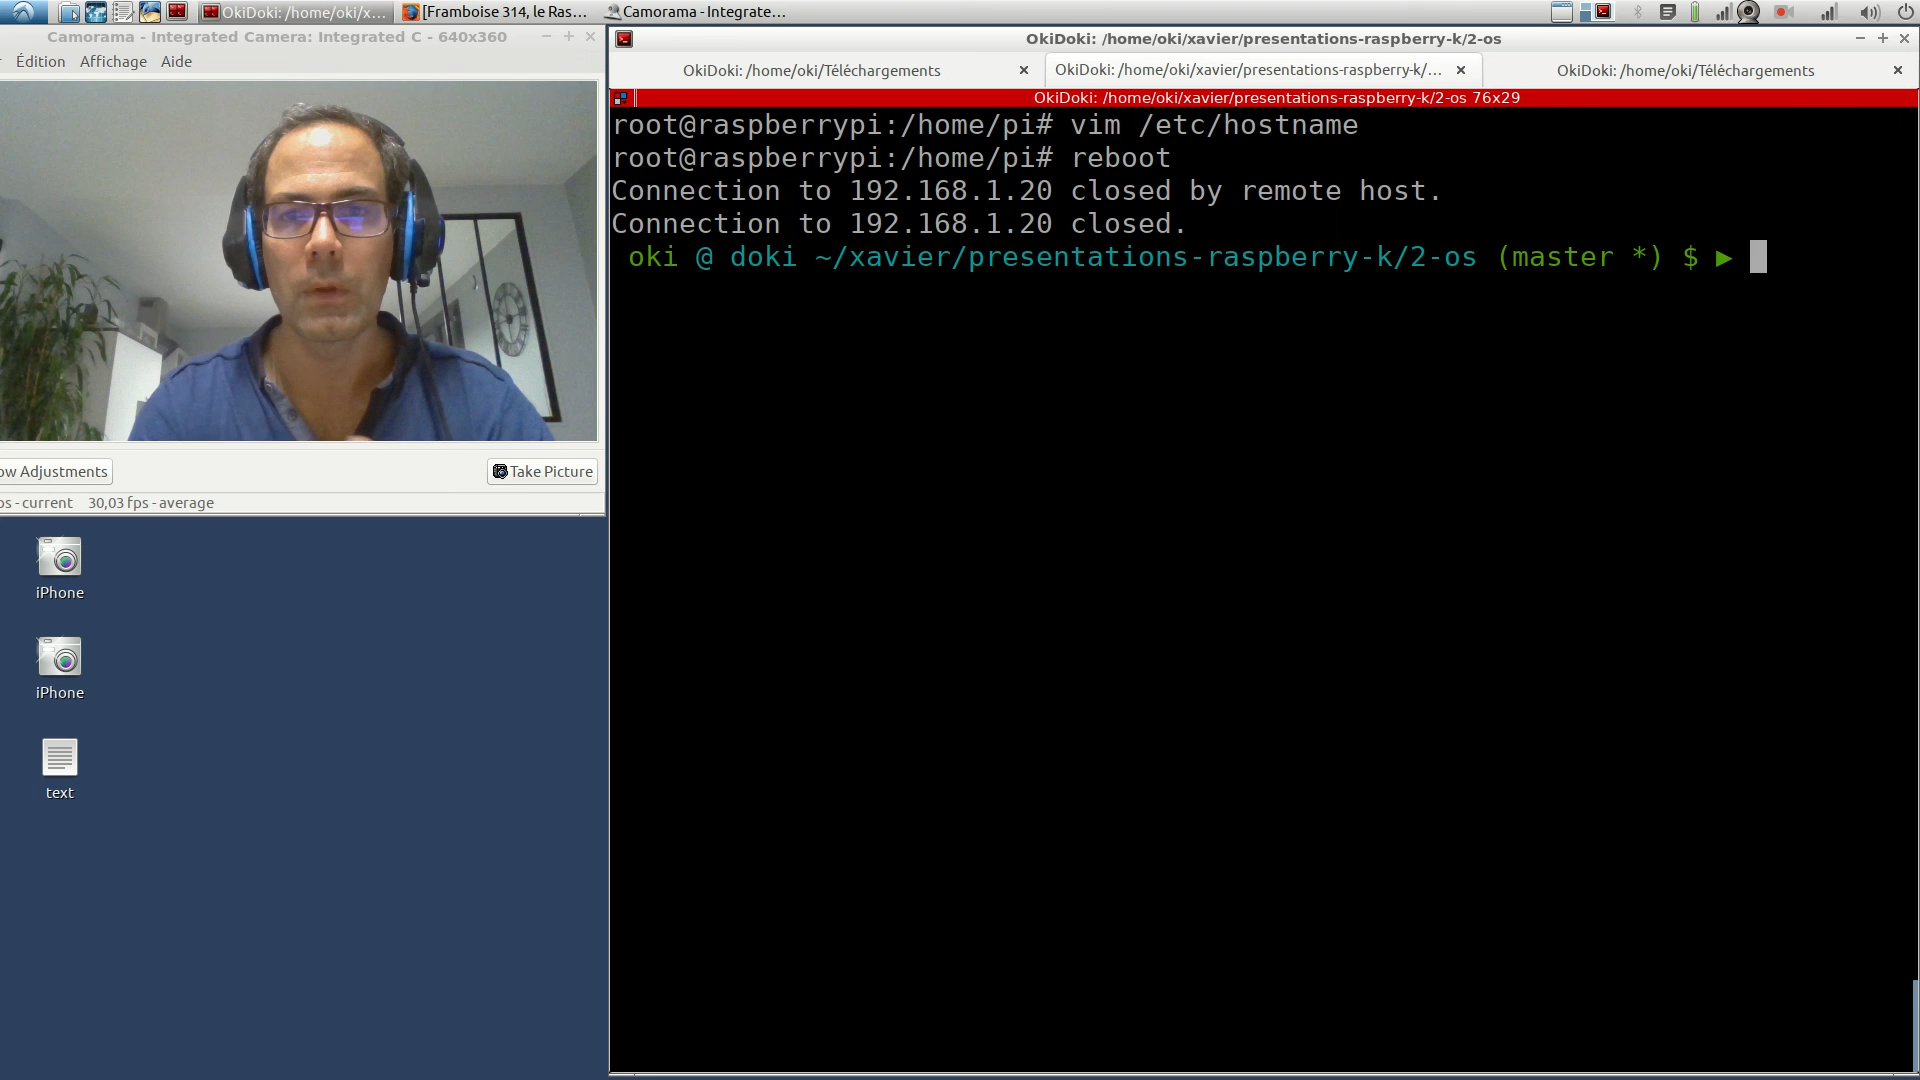 OkiDoki: /home/oki/x...
[Framboise 314, le Ras...
Camorama - Integrate...
Camorama - Integrated Camera: Integrated C - 640x360
Édition Affichage Aide
ow Adjustments
Take Picture
os - current 30,03 fps - average
iPhone
iPhone
text
OkiDoki: /home/oki/xavier/presentations-raspberry-k/2-os
OkiDoki: /home/oki/Téléchargements
OkiDoki: /home/oki/xavier/presentations-raspberry-k/...
OkiDoki: /home/oki/Téléchargements
OkiDoki: /home/oki/xavier/presentations-raspberry-k/2-os 76x29
root@raspberrypi:/home/pi# vim /etc/hostname
root@raspberrypi:/home/pi# reboot
Connection to 192.168.1.20 closed by remote host.
Connection to 192.168.1.20 closed.
oki @ doki ~/xavier/presentations-raspberry-k/2-os (master *) $ ▶